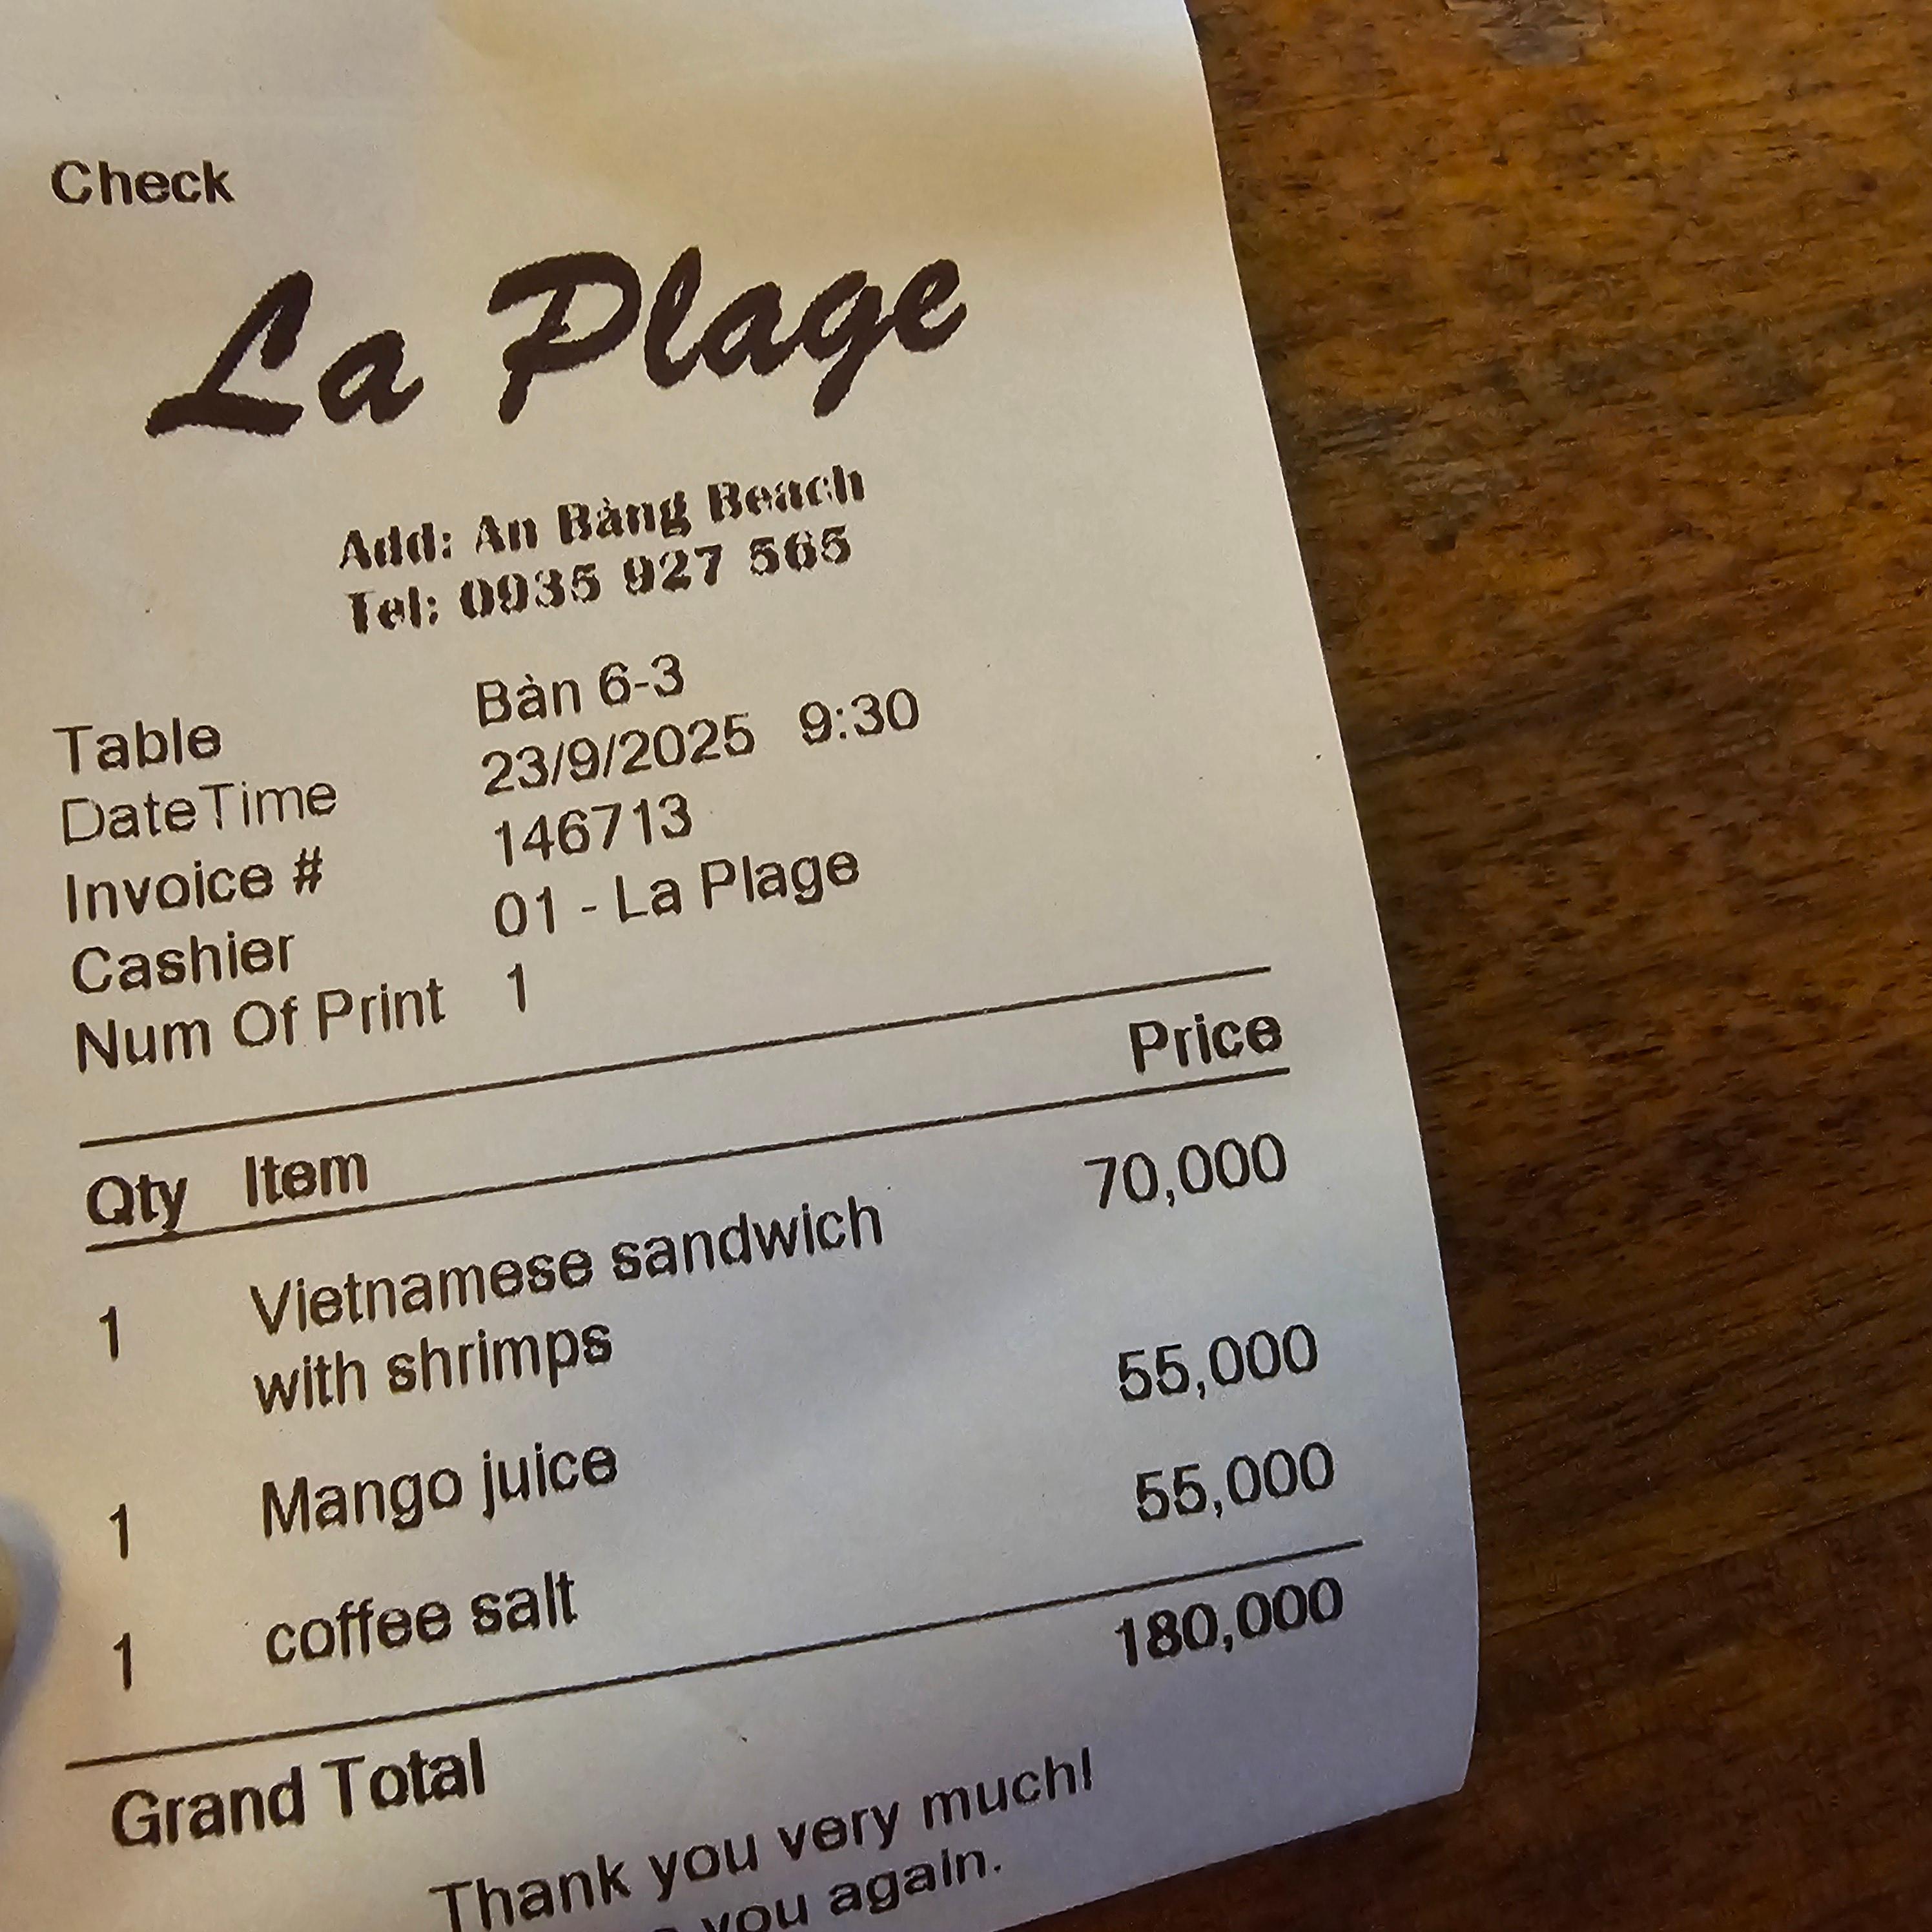 Check
La Plage
Add: An Bàng Beach
Tel: 0935 927 565
Table Bàn 6-3
DateTime 23/9/2025 9:30
Invoice # 146713
Cashier 01 - La Plage
Num Of Print 1
Qty Item Price
1 Vietnamese sandwich 70,000
with shrimps
1 Mango juice 55,000
1 coffee salt 55,000
Grand Total 180,000
Thank you very much!
you again.